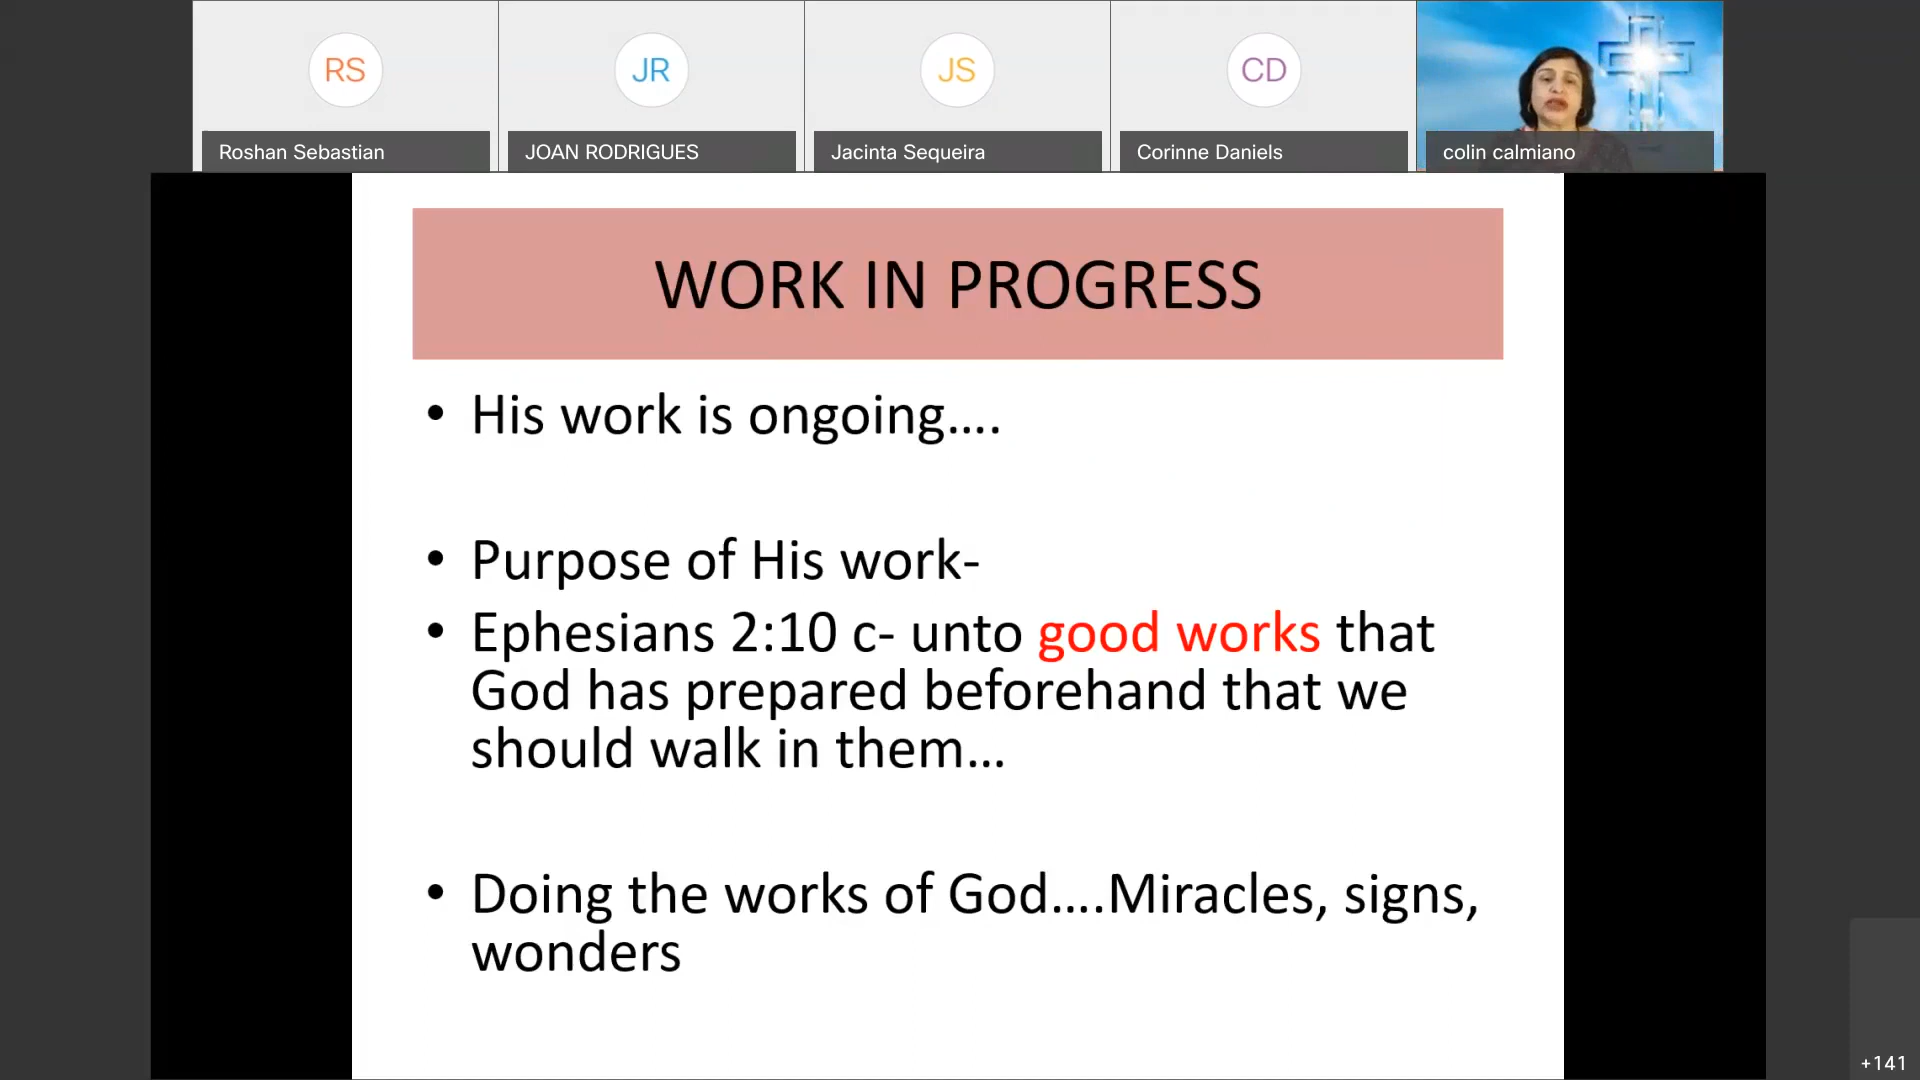 RS
JR
JS
CD
Roshan Sebastian
JOAN RODRIGUES
Jacinta Sequeira
Corinne Daniels
colin calmiano
WORK IN PROGRESS
• His work is ongoing....
• Purpose of His work-
• Ephesians 2:10 c- unto good works that
God has prepared beforehand that we
should walk in them...
• Doing the works of God....Miracles, signs,
wonders
+141